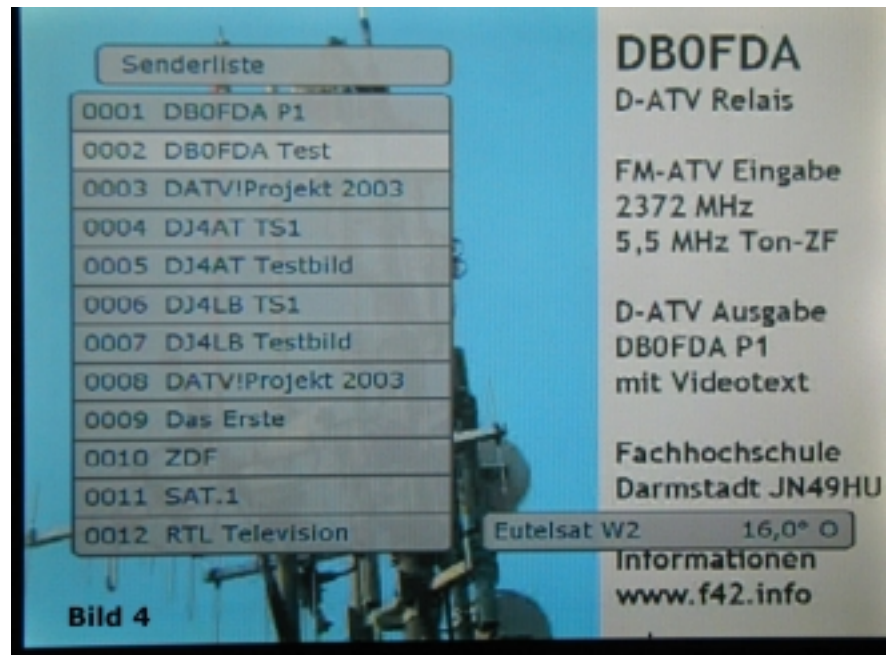 Senderliste
0001 DB0FDA P1
0002 DB0FDA Test
0003 DATV!Projekt 2003
0004 DJ4AT TS1
0005 DJ4AT Testbild
0006 DJ4LB TS1
0007 DJ4LB Testbild
0008 DATV!Projekt 2003
0009 Das Erste
0010 ZDF
0011 SAT.1
0012 RTL Television
Eutelsat W2 16,0° O
DB0FDA
D-ATV Relais
FM-ATV Eingabe
2372 MHz
5,5 MHz Ton-ZF
D-ATV Ausgabe
DB0FDA P1
mit Videotext
Fachhochschule
Darmstadt JN49HU
Informationen
www.f42.info
Bild 4